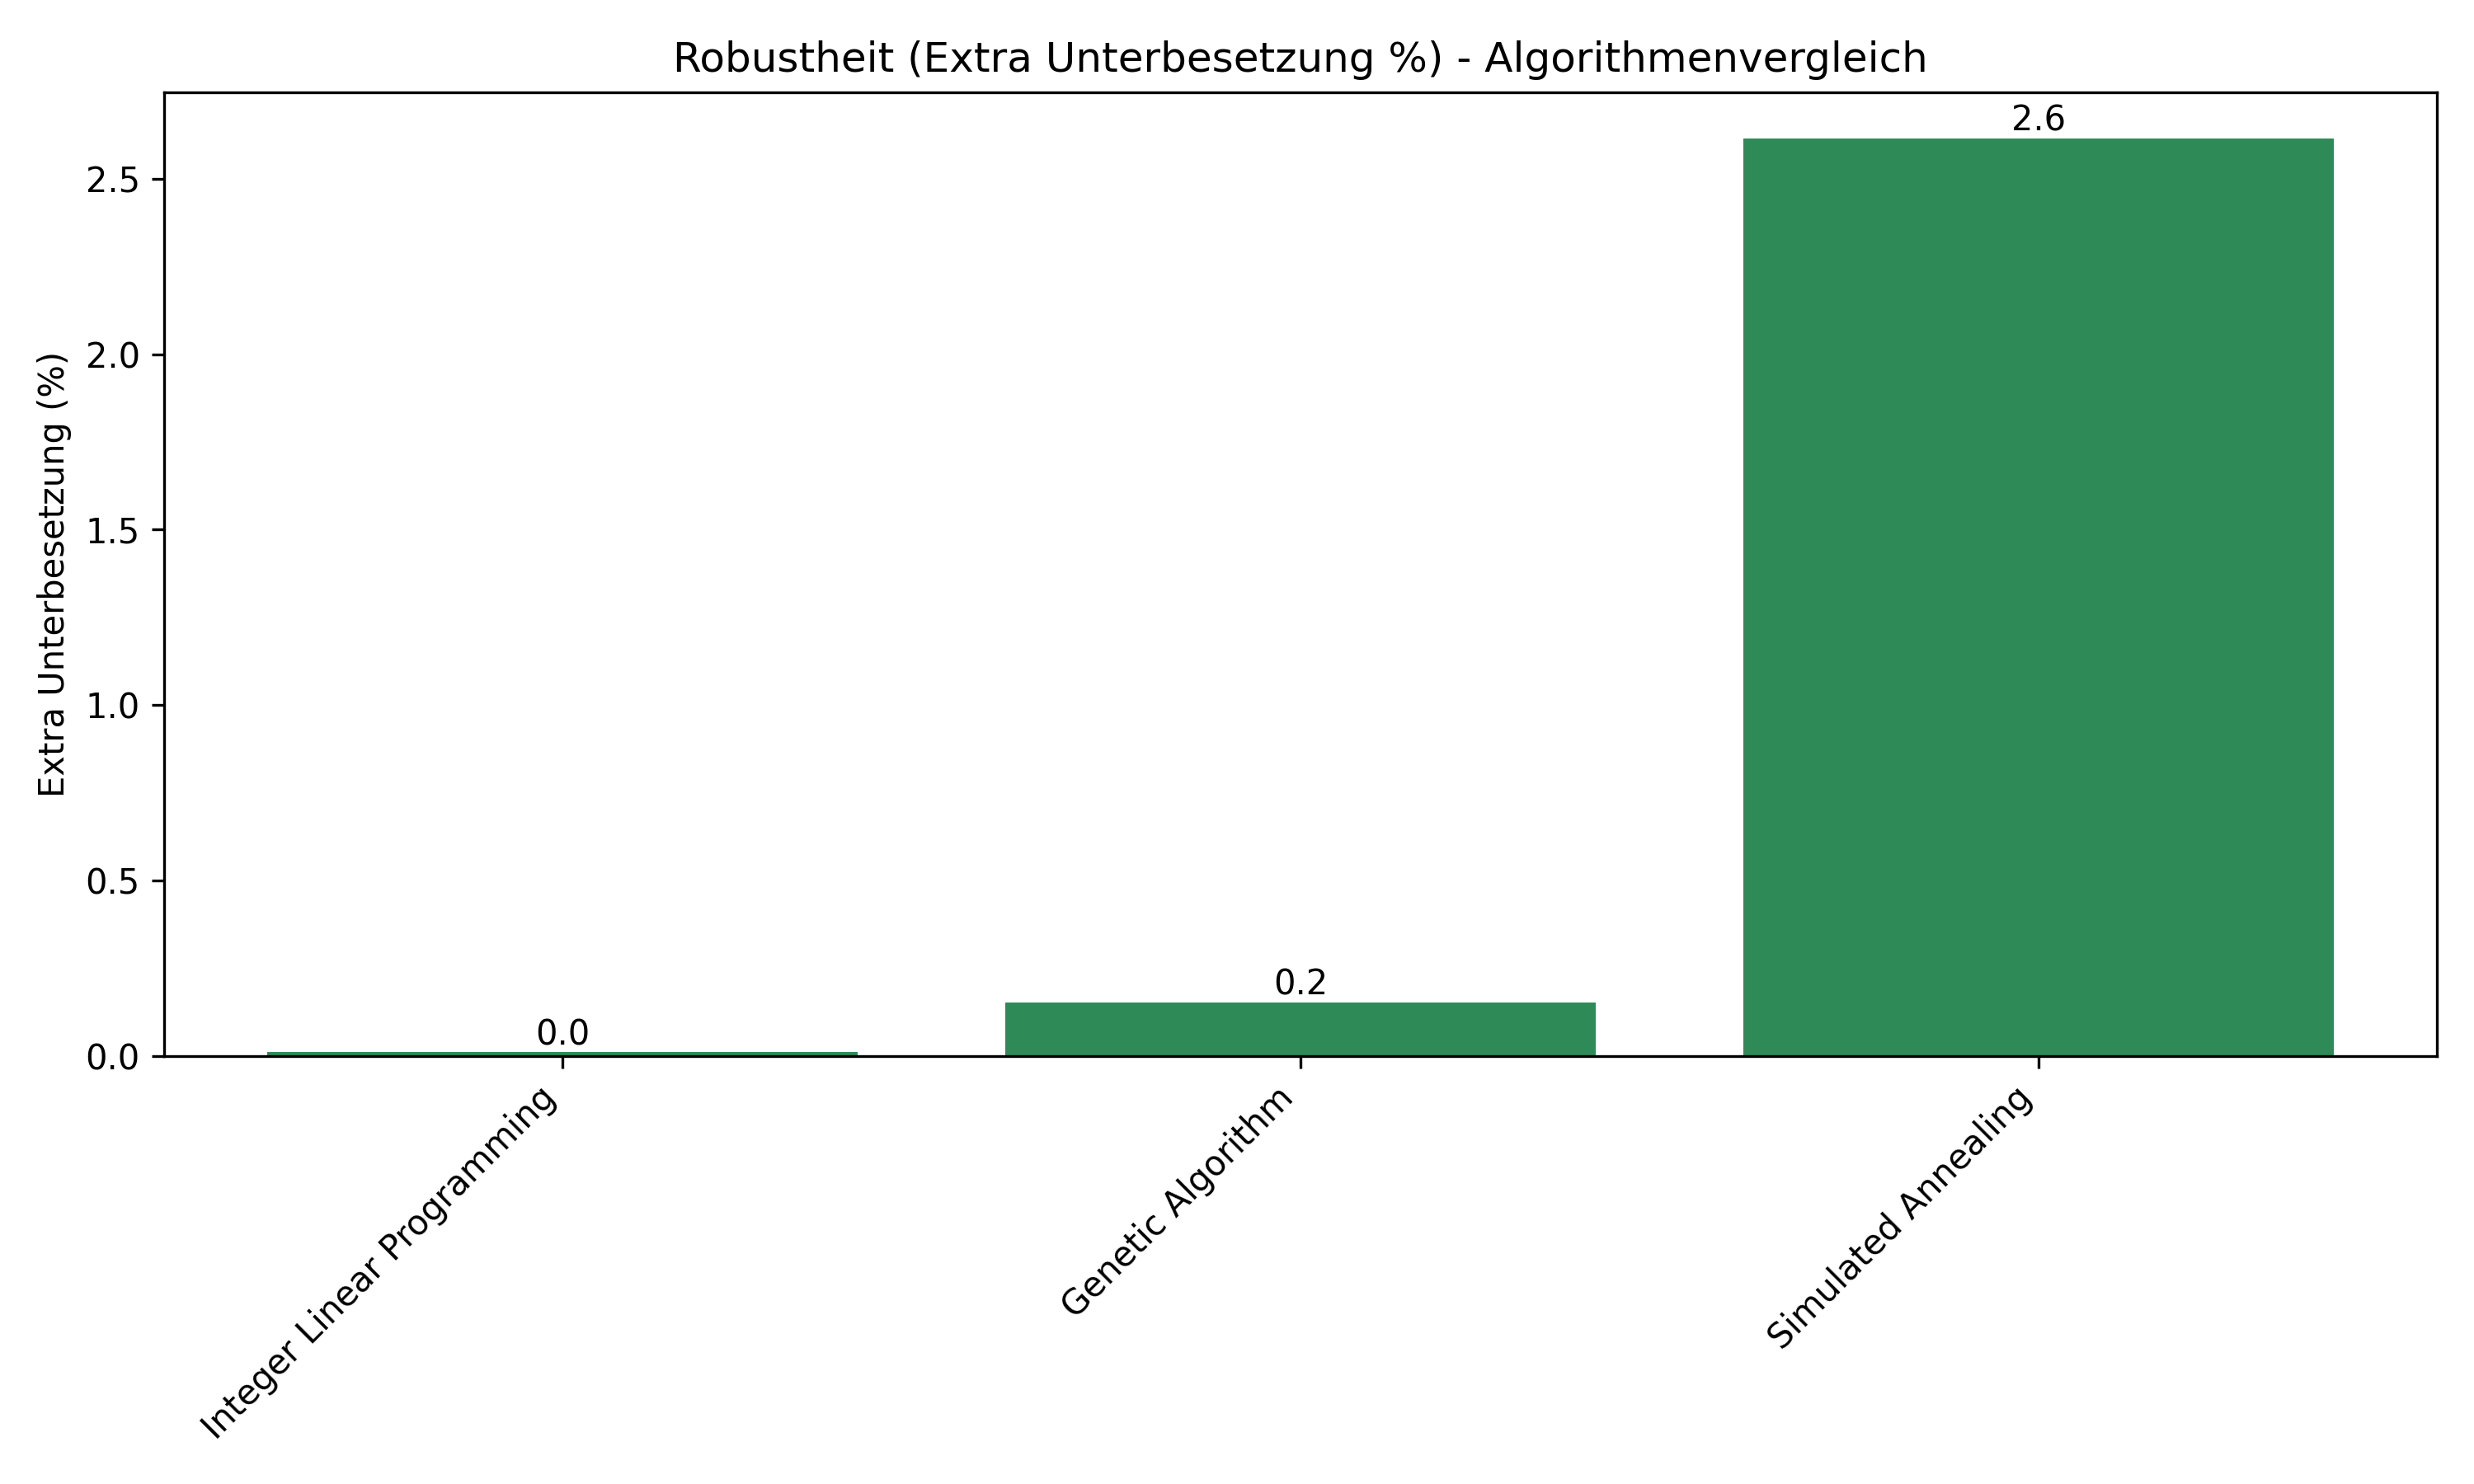 Robustheit (Extra Unterbesetzung %) - Algorithmenvergleich
Extra Unterbesetzung (%)
2.5
2.0
1.5
1.0
0.5
0.0
0.0
0.2
2.6
Integer Linear Programming
Genetic Algorithm
Simulated Annealing